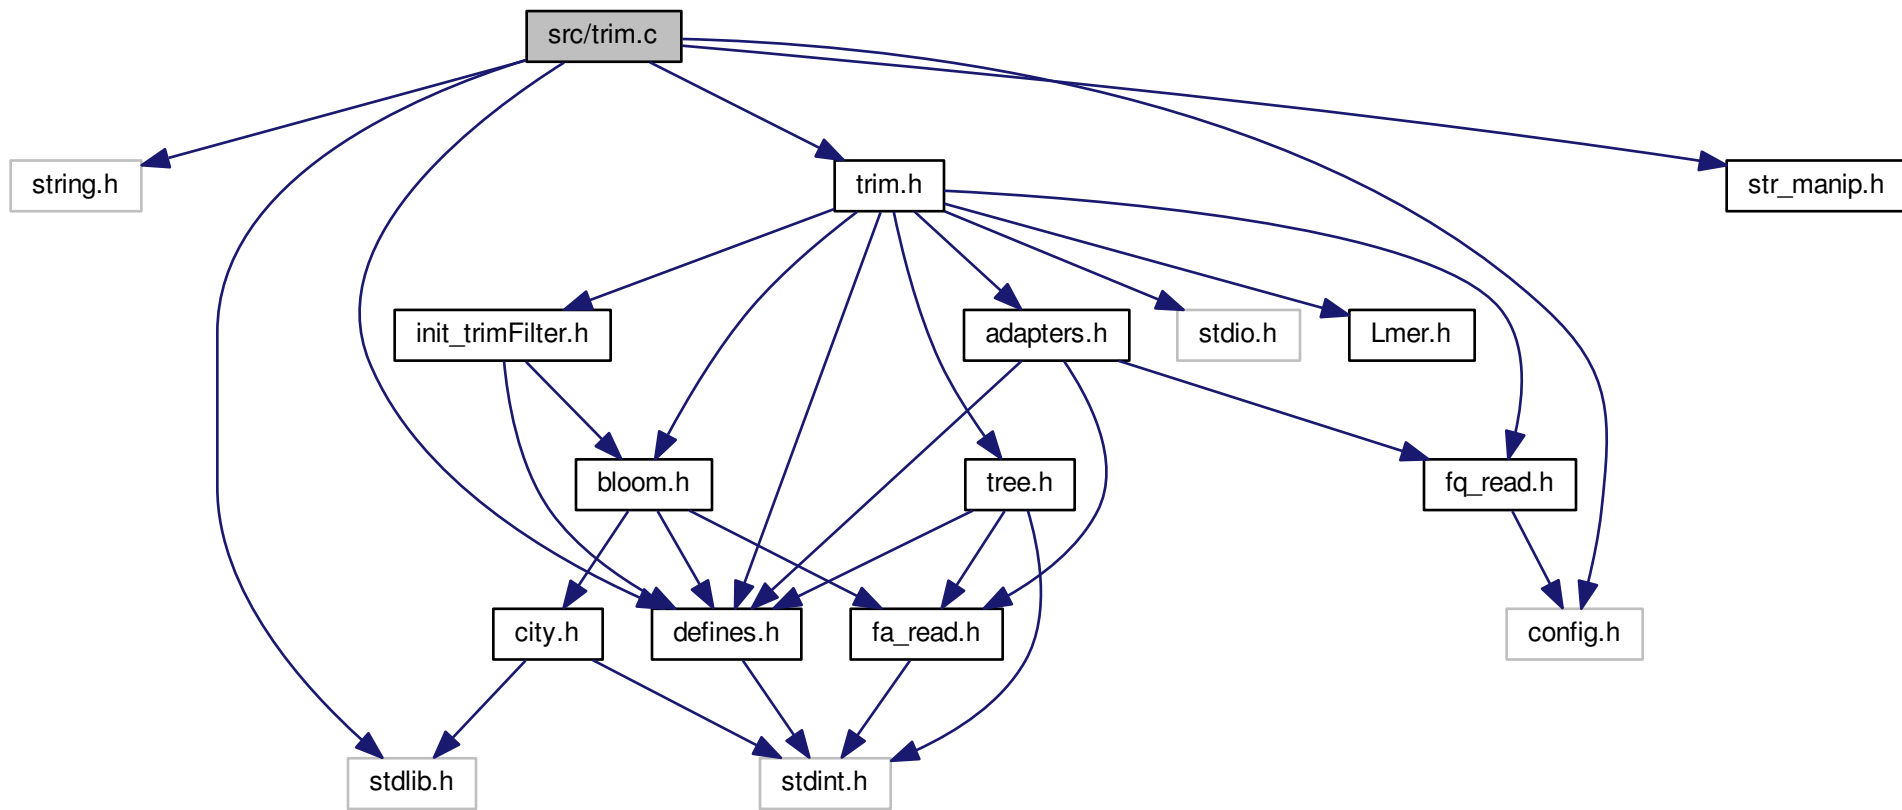 src/trim.c
string.h
trim.h
str_manip.h
init_trimFilter.h
adapters.h
stdio.h
Lmer.h
bloom.h
tree.h
fq_read.h
city.h
defines.h
fa_read.h
config.h
stdlib.h
stdint.h